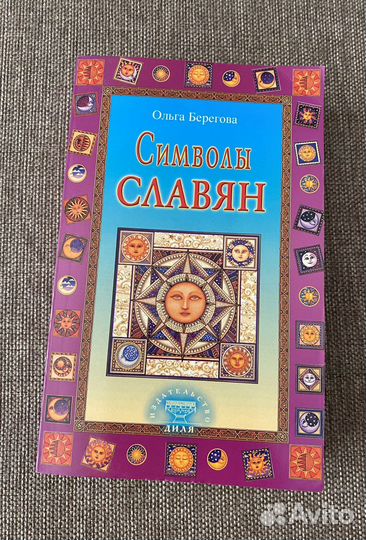 Ольга Берегова
Символы
СЛАВЯН
ИЗДАТЕЛЬСТВО
ДИЛЯ
Avito